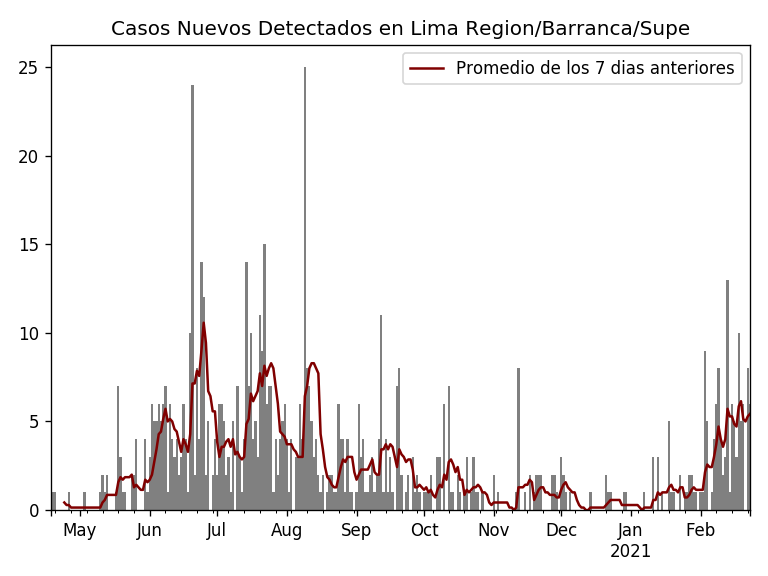 Casos Nuevos Detectados en Lima Region/Barranca/Supe
Promedio de los 7 dias anteriores
25
20
15
10
5
0
May Jun Jul Aug Sep Oct Nov Dec Jan Feb
2021